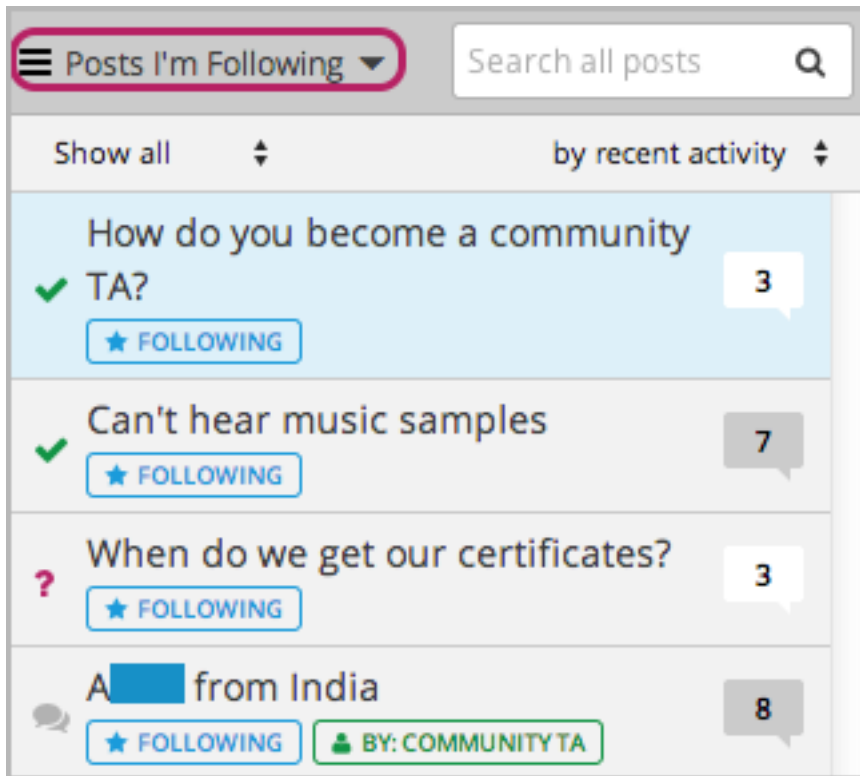 Posts I'm Following
Search all posts
Show all
by recent activity
How do you become a community
TA?
3
FOLLOWING
Can't hear music samples
7
FOLLOWING
?
When do we get our certificates?
3
FOLLOWING
A from India
8
FOLLOWING
BY: COMMUNITY TA